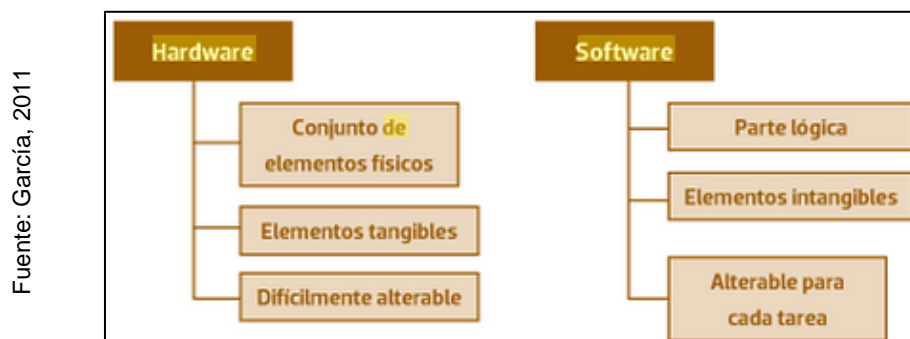 Fuente: García, 2011
Hardware
Conjunto de
elementos físicos
Elementos tangibles
Difícilmente alterable
Software
Parte lógica
Elementos intangibles
Alterable para
cada tarea